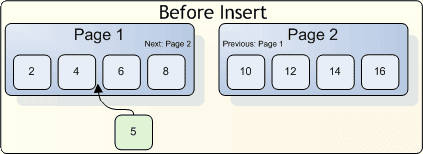 Before Insert
Page 1
Next: Page 2
2 4 6 8
Page 2
Previous: Page 1
10 12 14 16
5